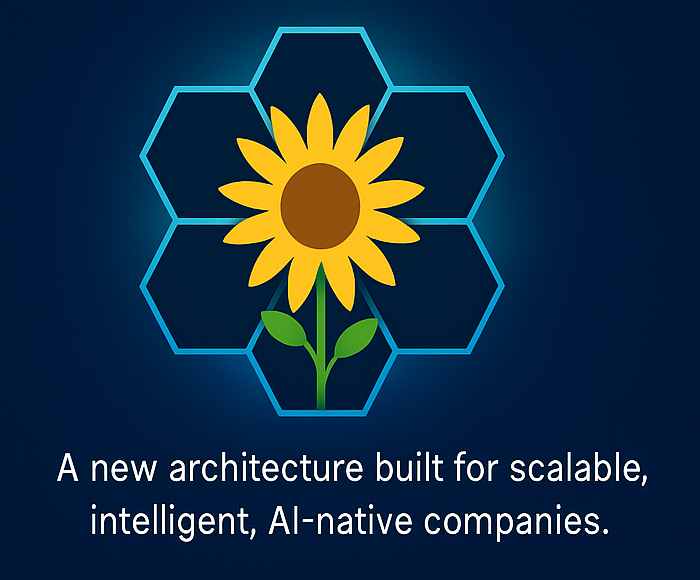 A new architecture built for scalable,
intelligent, AI-native companies.